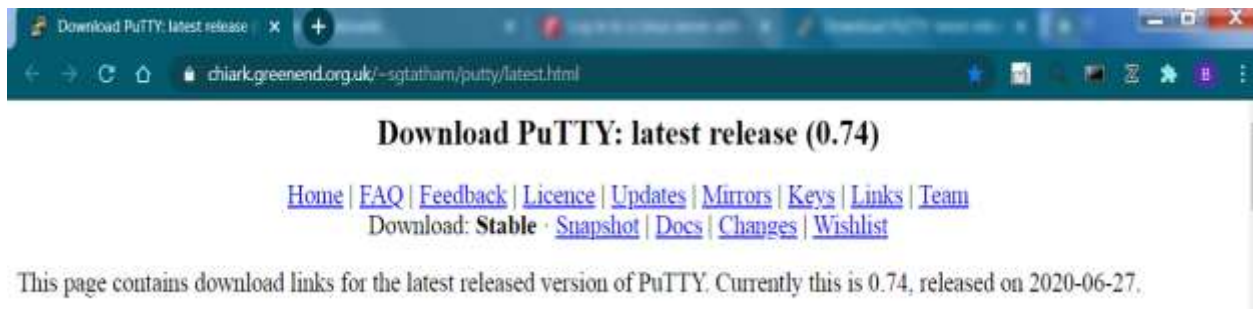 Download PuTTY: latest release
chiark.greenend.org.uk/~sgtatham/putty/latest.html
B
Download PuTTY: latest release (0.74)
Home | FAQ | Feedback | Licence | Updates | Mirrors | Keys | Links | Team
Download: Stable · Snapshot | Docs | Changes | Wishlist
This page contains download links for the latest released version of PuTTY. Currently this is 0.74, released on 2020-06-27.